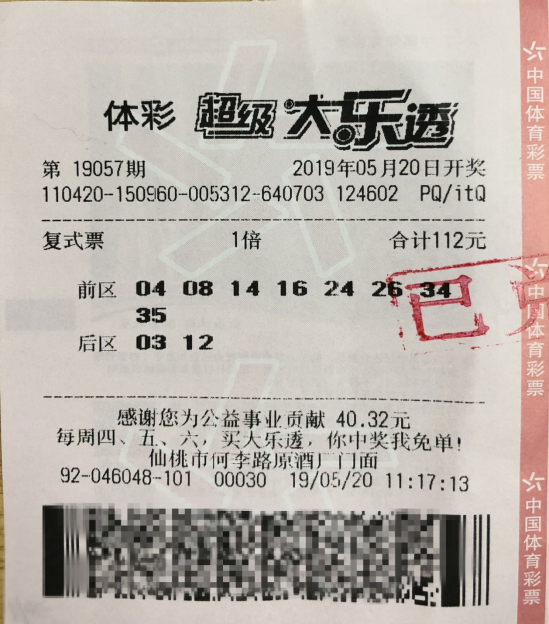 体彩 超级大乐透
第 19057期 2019年05月20日开奖
110420-150960-005312-640703 124602 PQ/itQ
复式票 1倍 合计112元
前区 04 08 14 16 24 26 34
35
后区 03 12
已
感谢您为公益事业贡献 40.32元
每周四、五、六，买大乐透，你中奖我免单!
仙桃市何李路原酒厂门面
92-046048-101 00030 19/05/20 11:17:13
中国体育彩票
中国体育彩票
中国体育彩票